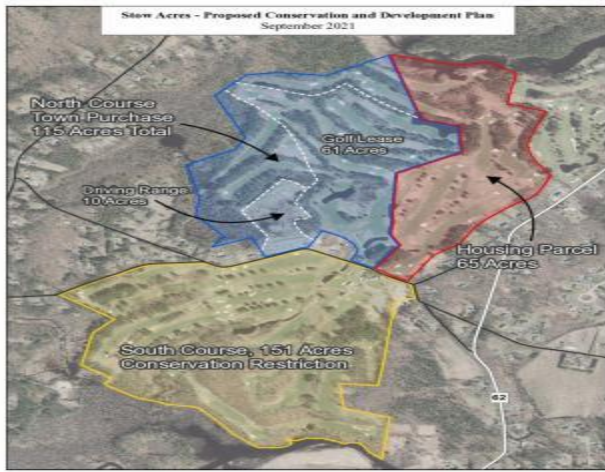 Stow Acres - Proposed Conservation and Development Plan
September 2021
North Course
Town Purchase
115 Acres Total
Golf Lease
61 Acres
Driving Range
10 Acres
Housing Parcel
65 Acres
South Course, 151 Acres
Conservation Restriction
62